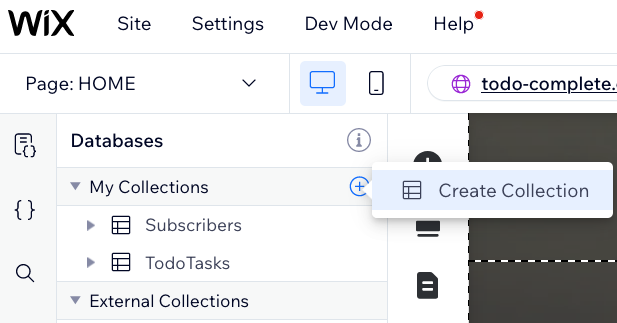 WiX Site Settings Dev Mode Help
Page: HOME todo-complete.
Databases
My Collections
Create Collection
Subscribers
TodoTasks
External Collections